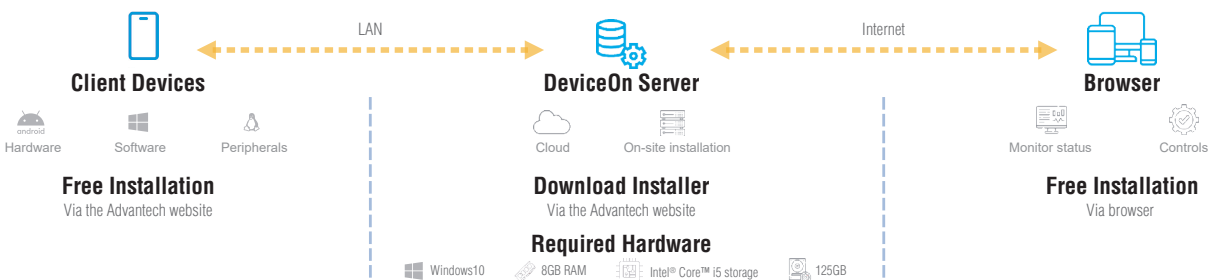 LAN
Internet
Client Devices
DeviceOn Server
Browser
android
Hardware
Software
Peripherals
Cloud
On-site installation
Monitor status
Controls
Free Installation
Via the Advantech website
Download Installer
Via the Advantech website
Free Installation
Via browser
Required Hardware
Windows10
8GB RAM
Intel® Core™ i5 storage
125GB